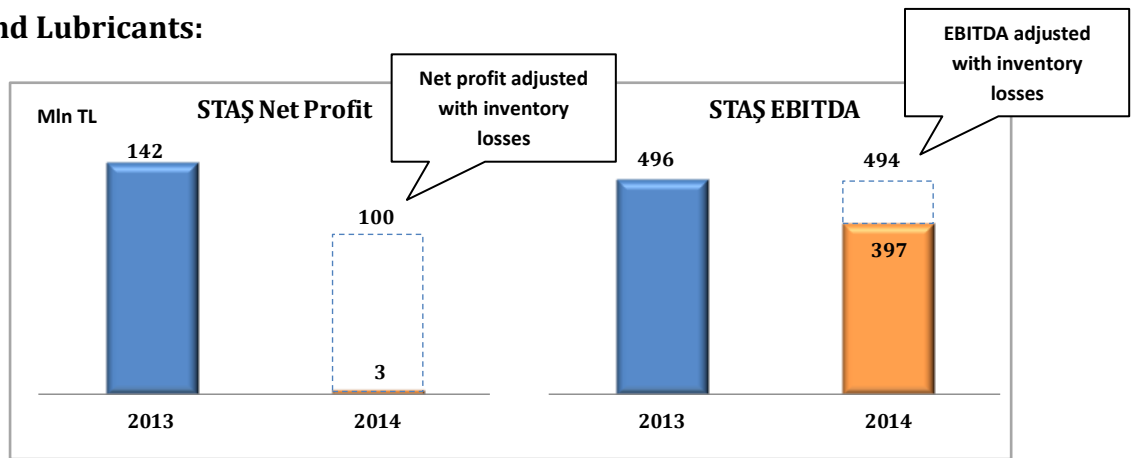 nd Lubricants:
EBITDA adjusted
with inventory
losses
Net profit adjusted
with inventory
losses
Mln TL
STAŞ Net Profit
STAŞ EBITDA
142
100
3
2013
2014
496
494
397
2013
2014